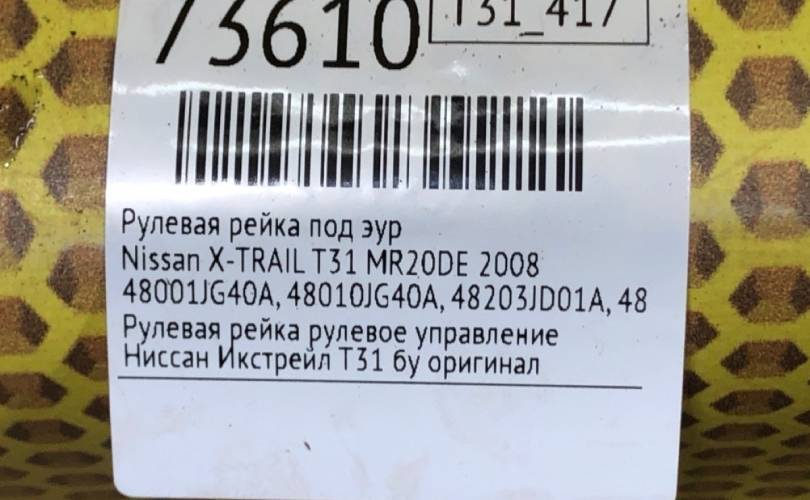 73610
T31_417
Рулевая рейка под эур
Nissan X-TRAIL T31 MR20DE 2008
48001JG40A, 48010JG40A, 48203JD01A, 48
Рулевая рейка рулевое управление
Ниссан Икстрейл Т31 бу оригинал